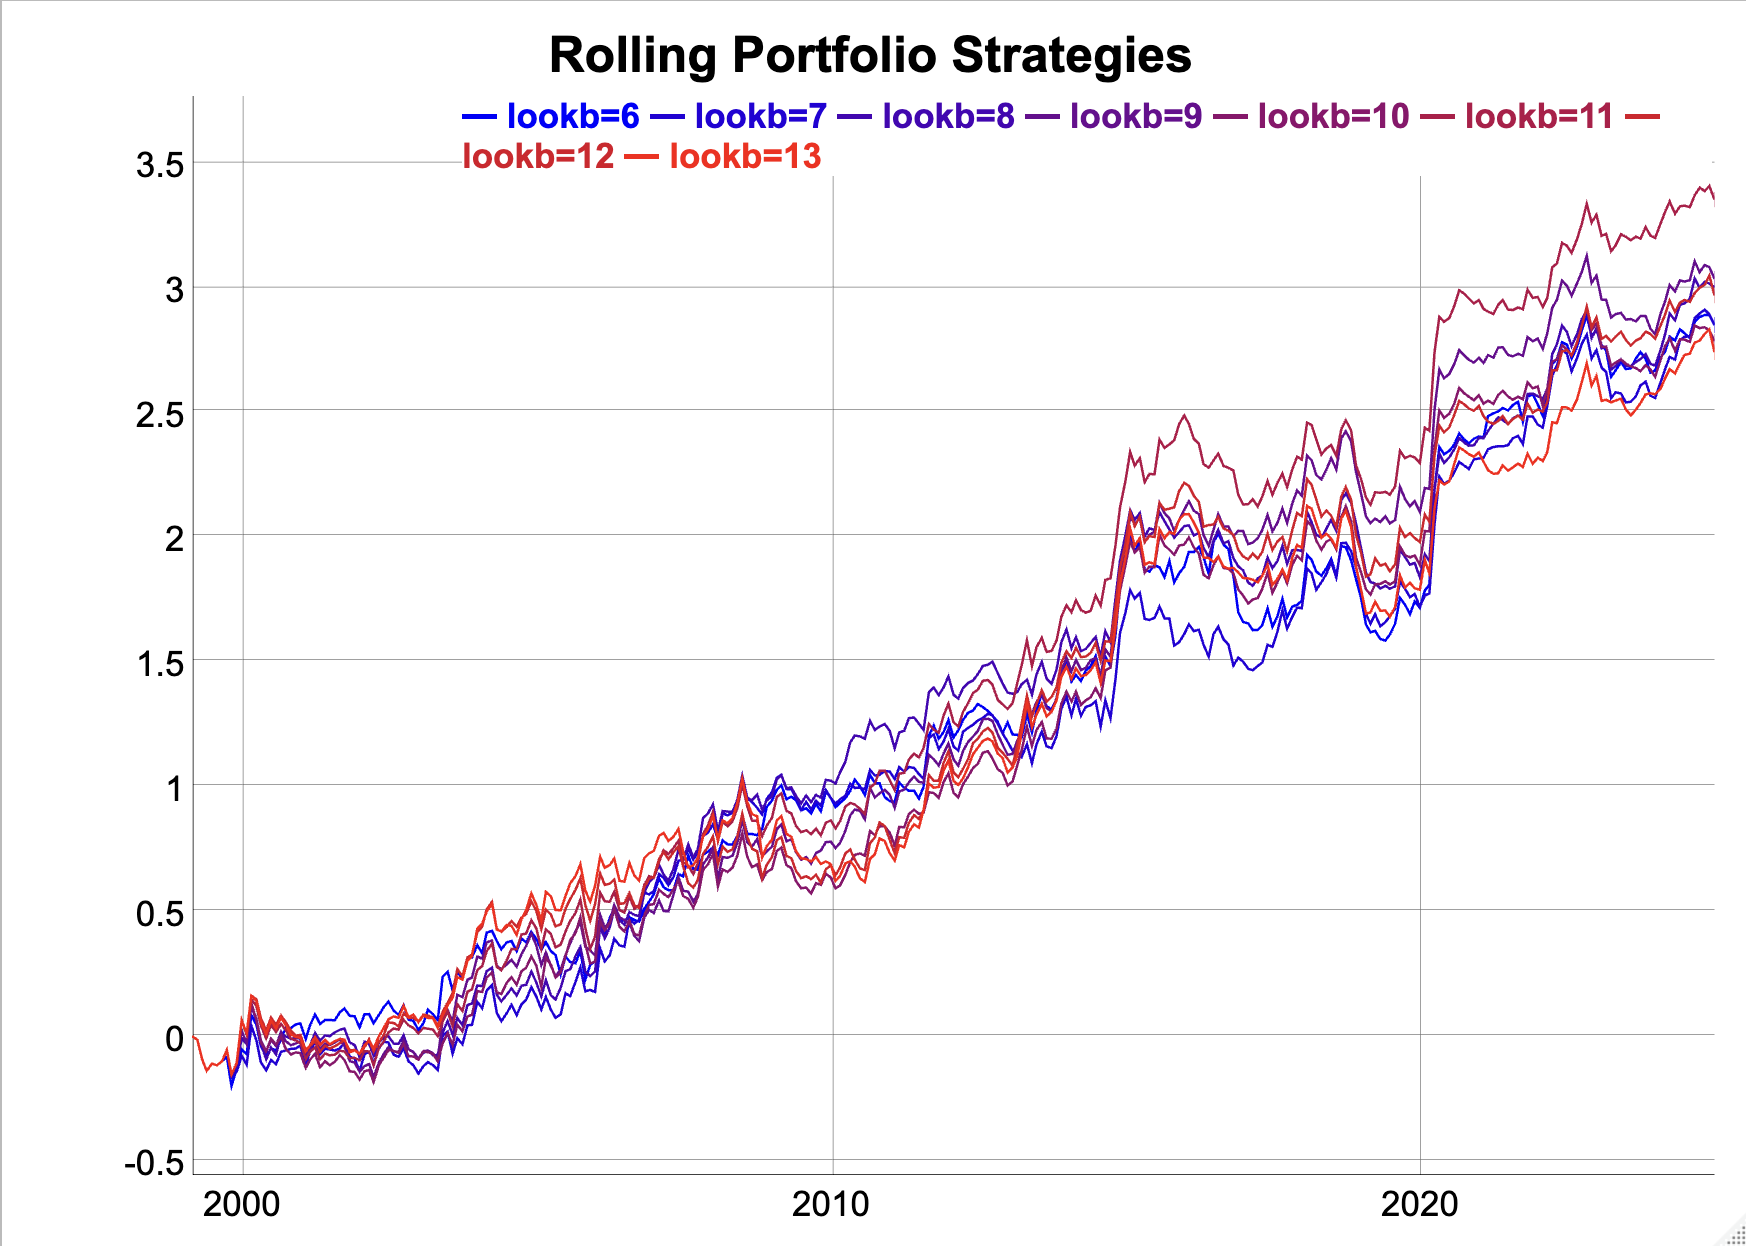 Rolling Portfolio Strategies
— lookb=6 — lookb=7 — lookb=8 — lookb=9 — lookb=10 — lookb=11 —
lookb=12 — lookb=13
3.5
3
2.5
2
1.5
1
0.5
0
-0.5
2000 2010 2020